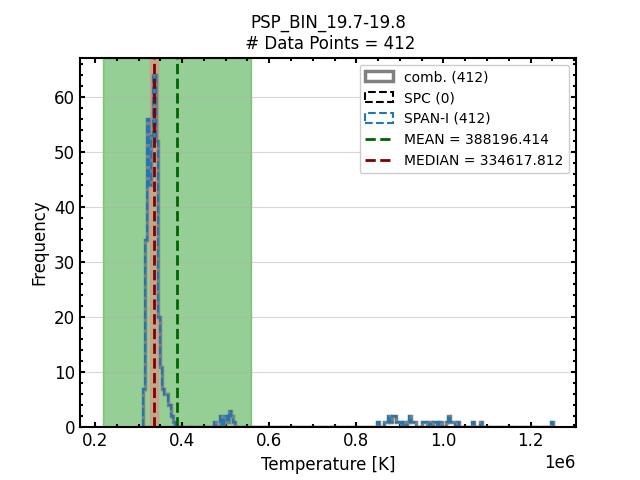 PSP_BIN_19.7-19.8
# Data Points = 412
comb. (412)
SPC (0)
SPAN-I (412)
MEAN = 388196.414
MEDIAN = 334617.812
Frequency
60
50
40
30
20
10
0
0.2 0.4 0.6 0.8 1.0 1.2
1e6
Temperature [K]